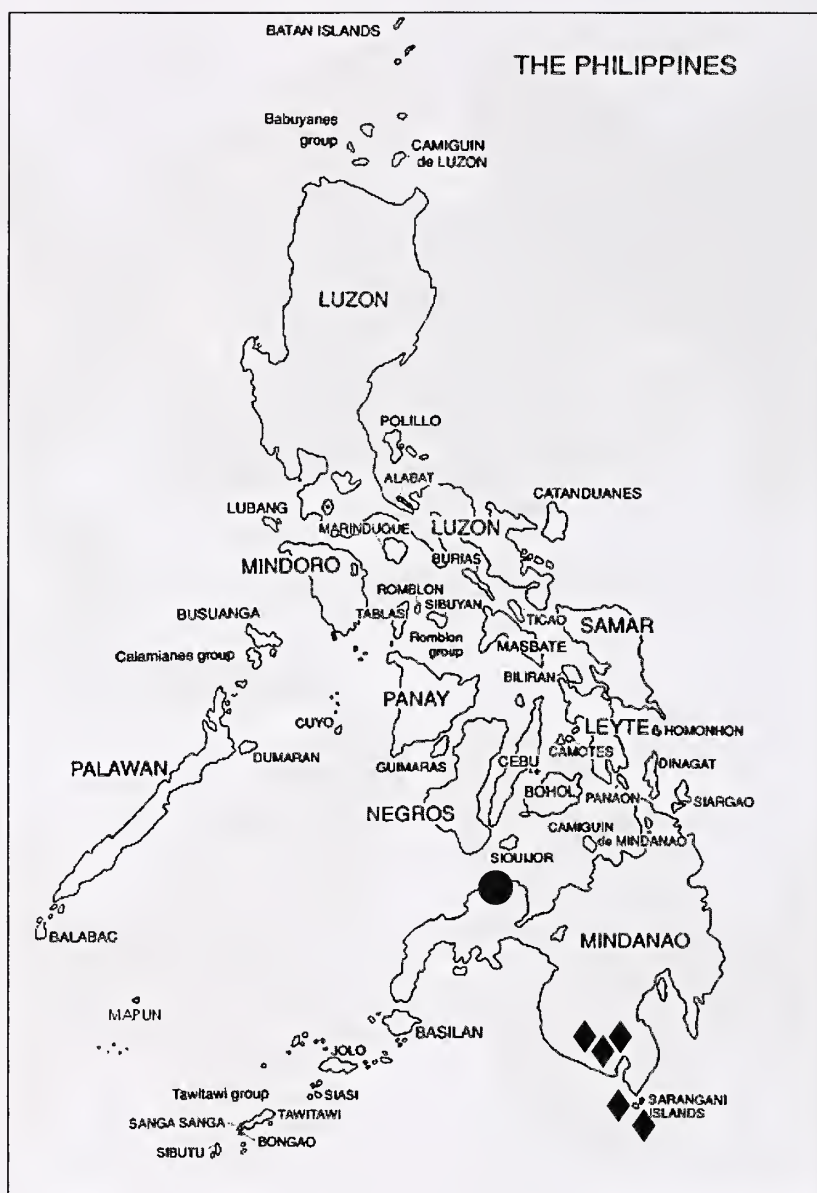 BATAN ISLANDS
THE PHILIPPINES
Babuyanes
group
CAMIGUIN
de LUZON
LUZON
POLILLO
ALABAT
CATANDUANES
LUBANG
MARINDUQUE
LUZON
MINDORO
BURIAS
ROMBLON
SIBUYAN
BUSUANGA
TABLAS
TICAO
SAMAR
Romblon
group
MASBATE
Calamianes group
BILIRAN
PANAY
CUYO
LEYTE
HOMONHON
CAMOTES
PALAWAN
DUMARAN
GUIMARAS
CEBU
DINAGAT
BOHOL
PANAON
SIARGAO
NEGROS
CAMIGUIN
de MINDANAO
SIQUIJOR
BALABAC
MINDANAO
MAPUN
BASILAN
JOLO
Tawitawi group
SIASI
SARANGANI
ISLANDS
TAWITAWI
SANGA SANGA
BONGAO
SIBUTU